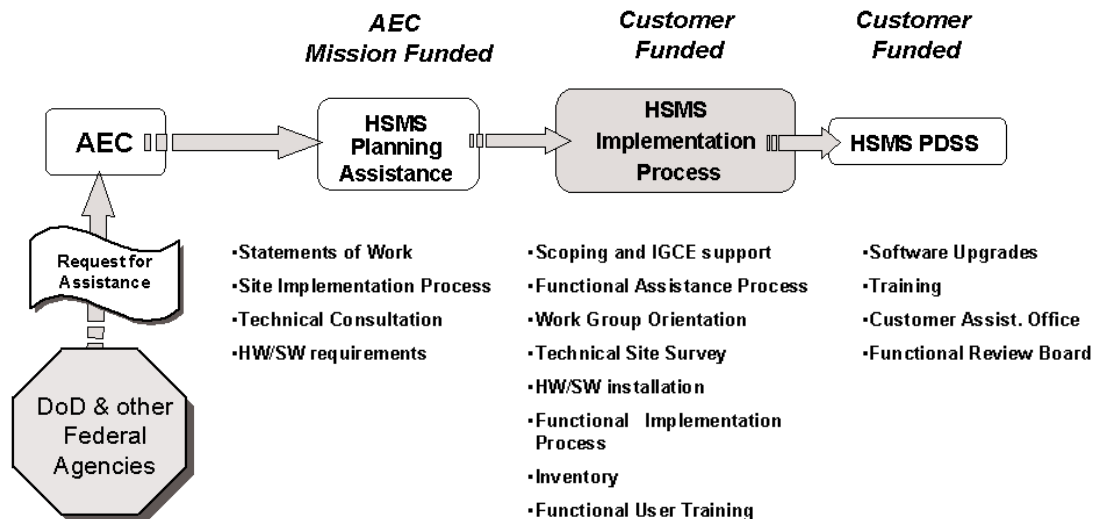 AEC
Mission Funded
Customer
Funded
Customer
Funded
AEC
HSMS
Planning
Assistance
HSMS
Implementation
Process
HSMS PDSS
Request for
Assistance
DoD & other
Federal
Agencies
▪Statements of Work
▪Site Implementation Process
▪Technical Consultation
▪HW/SW requirements
▪Scoping and IGCE support
▪Functional Assistance Process
▪Work Group Orientation
▪Technical Site Survey
▪HW/SW installation
▪Functional Implementation
Process
▪Inventory
▪Functional User Training
▪Software Upgrades
▪Training
▪Customer Assist. Office
▪Functional Review Board